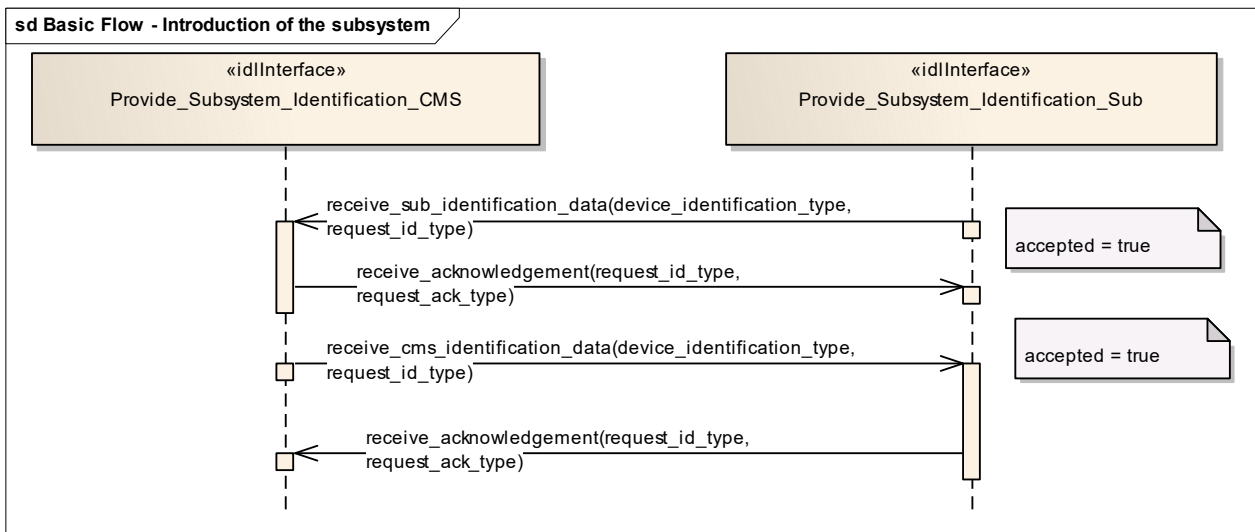 sd Basic Flow - Introduction of the subsystem
«idlInterface»
Provide_Subsystem_Identification_CMS
«idlInterface»
Provide_Subsystem_Identification_Sub
receive_sub_identification_data(device_identification_type,
request_id_type)
accepted = true
receive_acknowledgement(request_id_type,
request_ack_type)
receive_cms_identification_data(device_identification_type,
request_id_type)
accepted = true
receive_acknowledgement(request_id_type,
request_ack_type)